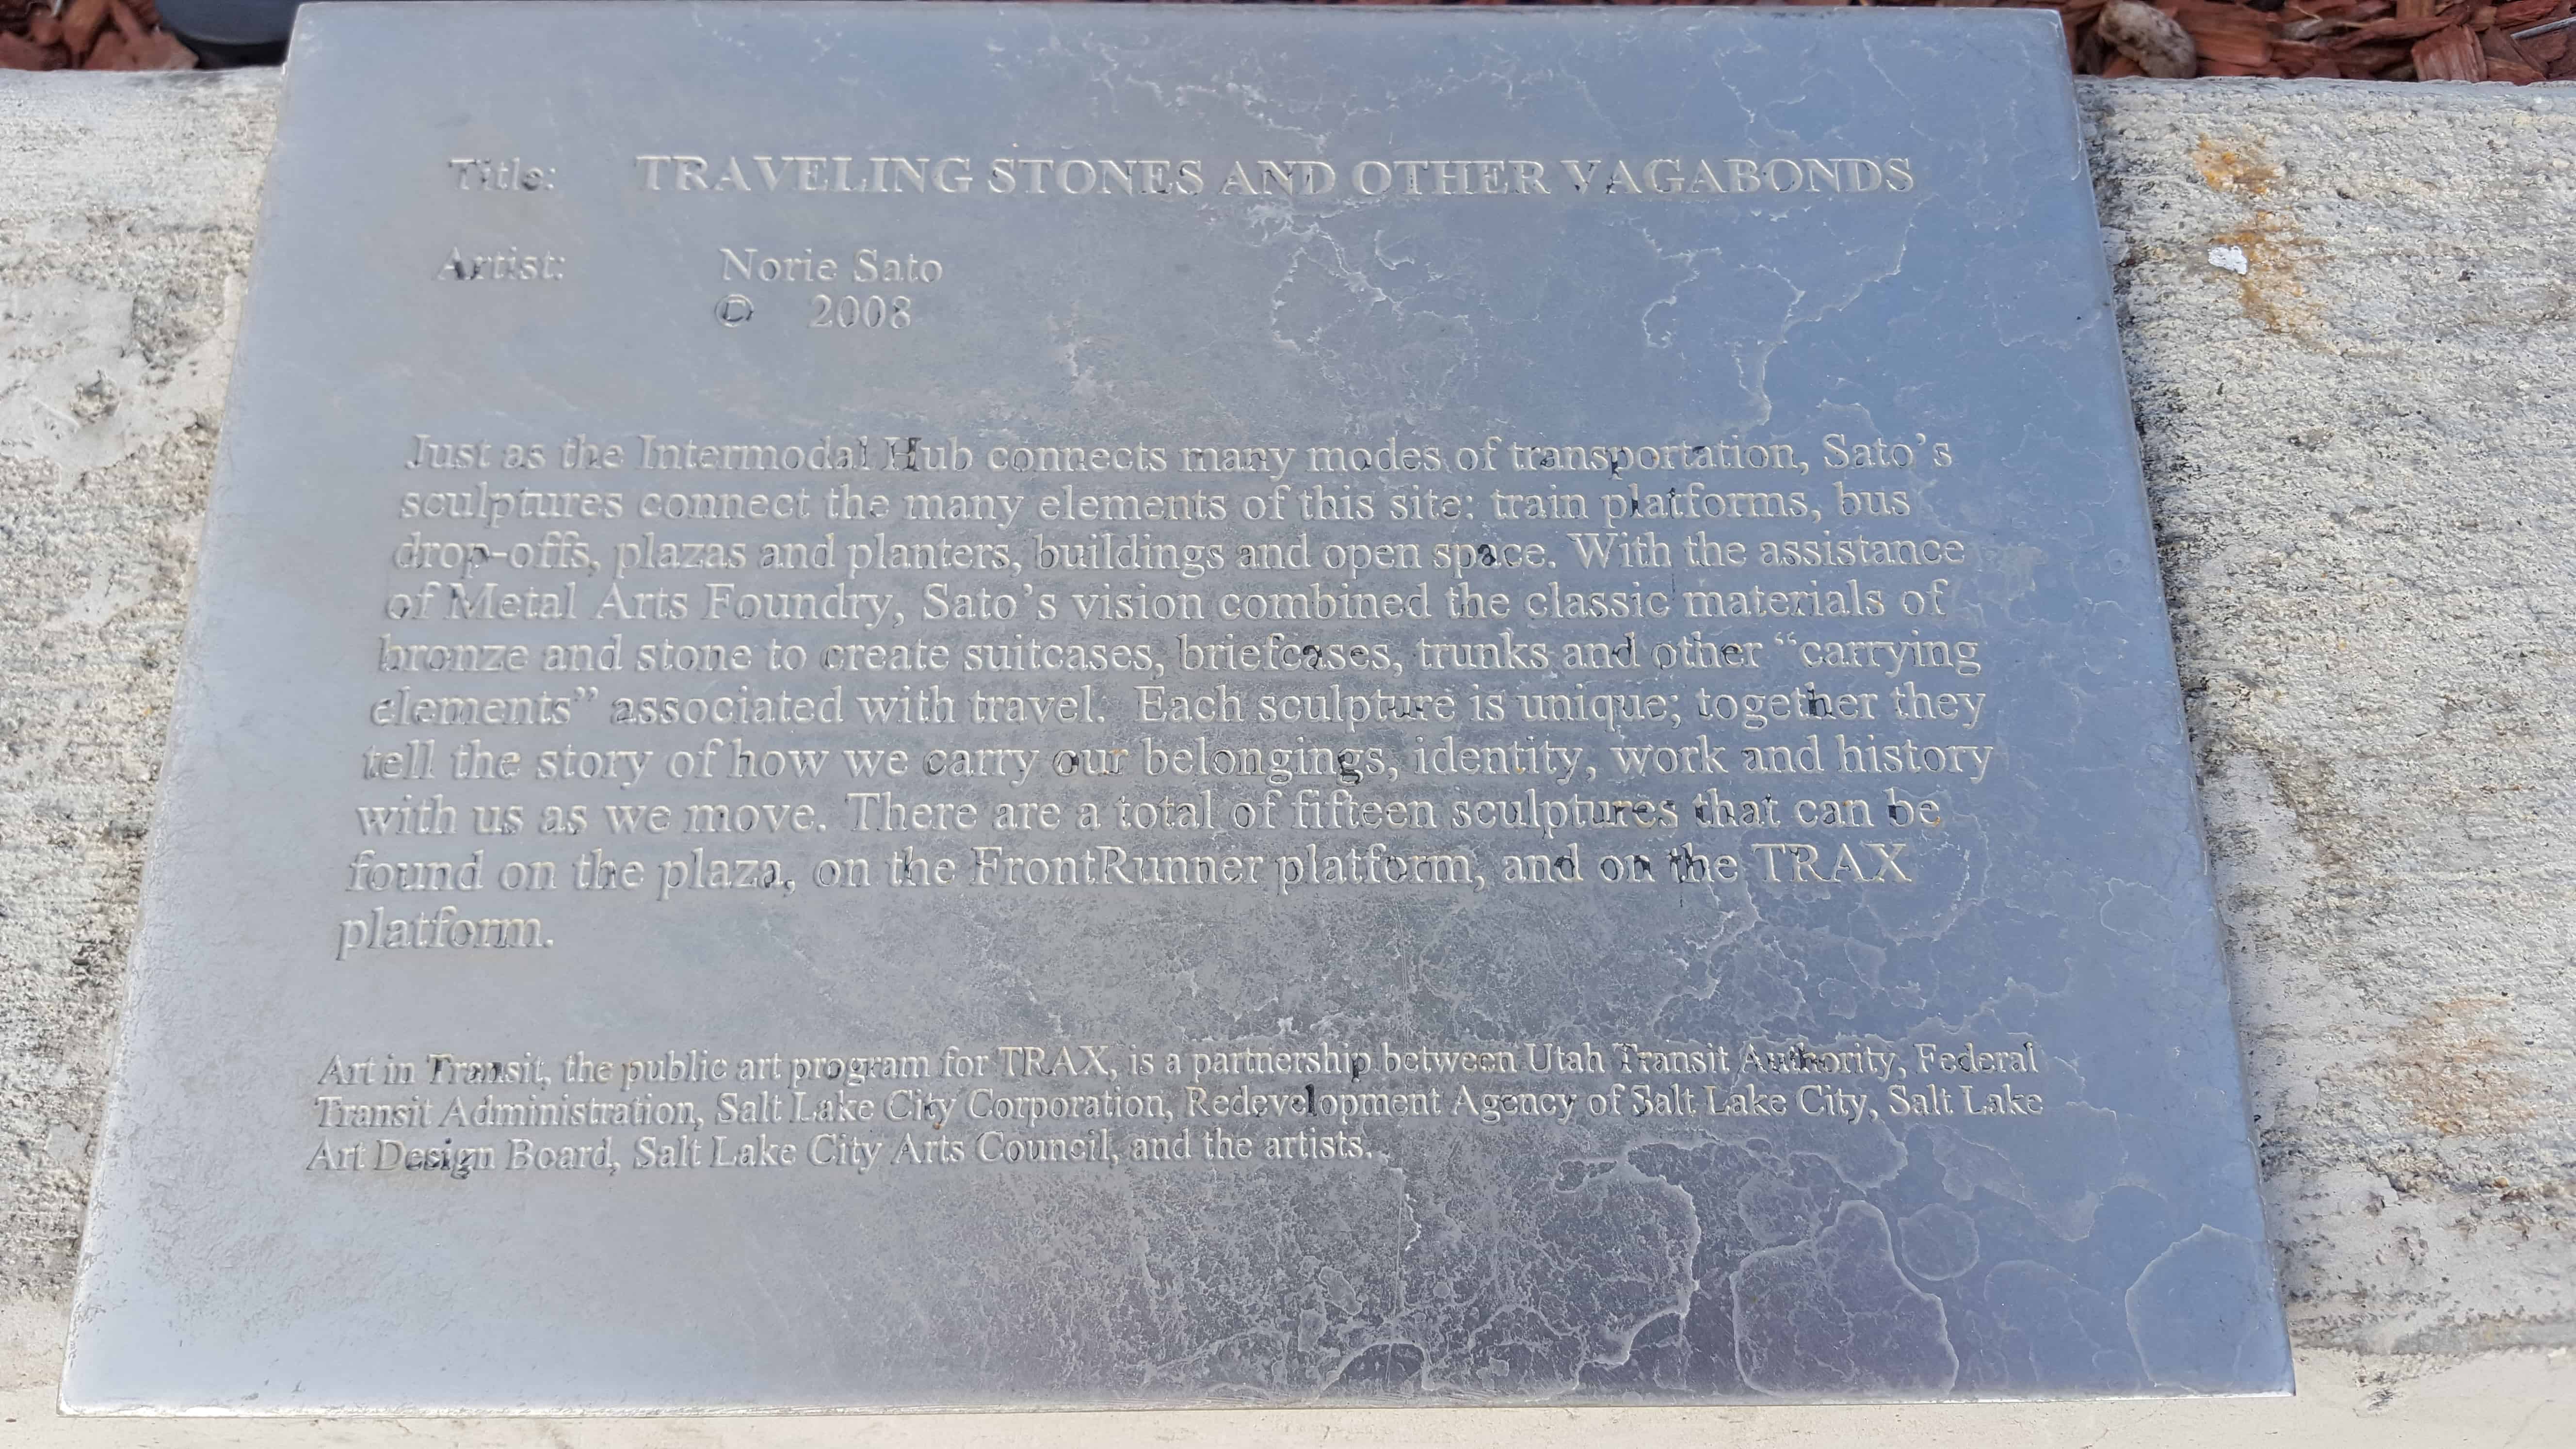 Title: TRAVELING STONES AND OTHER VAGABONDS
Artist: Norie Sato
© 2008
Just as the Intermodal Hub connects many modes of transportation, Sato's
sculptures connect the many elements of this site: train platforms, bus
drop-offs, plazas and planters, buildings and open space. With the assistance
of Metal Arts Foundry, Sato's vision combined the classic materials of
bronze and stone to create suitcases, briefcases, trunks and other “carrying
elements” associated with travel. Each sculpture is unique; together they
tell the story of how we carry our belongings, identity, work and history
with us as we move. There are a total of fifteen sculptures that can be
found on the plaza, on the FrontRunner platform, and on the TRAX
platform.
Art in Transit, the public art program for TRAX, is a partnership between Utah Transit Authority, Federal
Transit Administration, Salt Lake City Corporation, Redevelopment Agency of Salt Lake City, Salt Lake
Art Design Board, Salt Lake City Arts Council, and the artists.